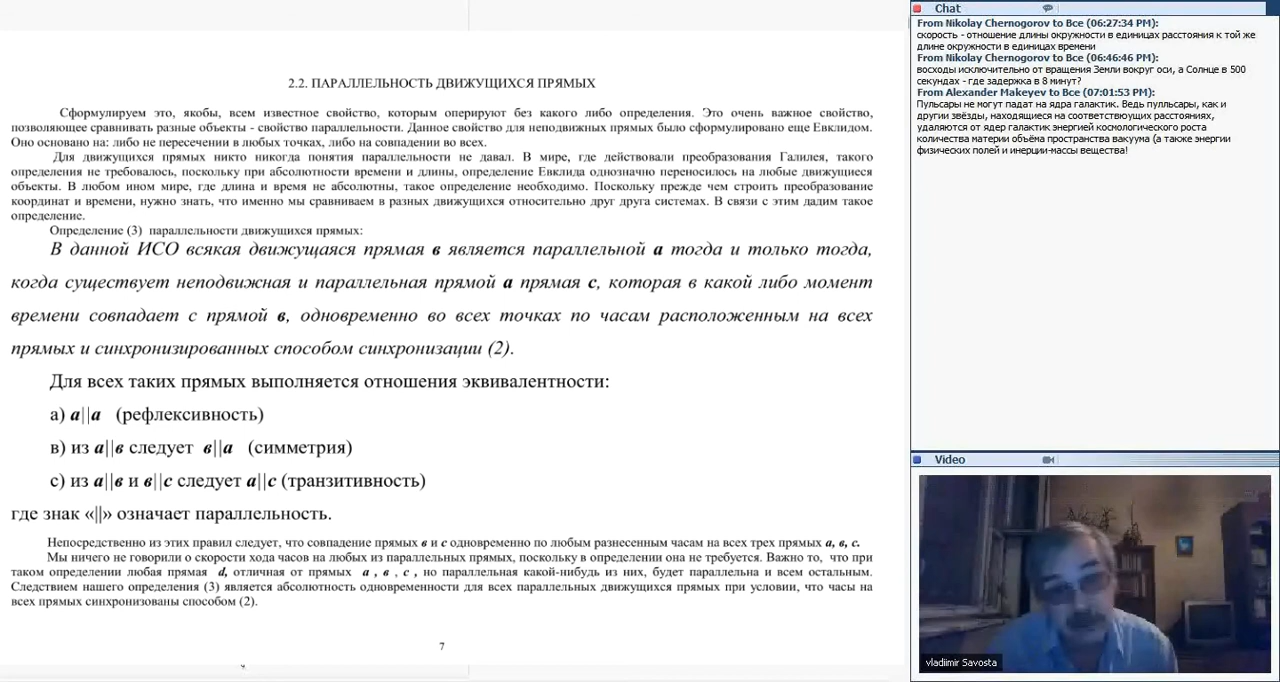 2.2. ПАРАЛЛЕЛЬНОСТЬ ДВИЖУЩИХСЯ ПРЯМЫХ
Сформулируем это, якобы, всем известное свойство, которым оперируют без какого либо определения. Это очень важное свойство,
позволяющее сравнивать разные объекты - свойство параллельности. Данное свойство для неподвижных прямых было сформулировано еще Евклидом.
Оно основано на: либо не пересечении в любых точках, либо на совпадении во всех.
Для движущихся прямых никто никогда понятия параллельности не давал. В мире, где действовали преобразования Галилея, такого
определения не требовалось, поскольку при абсолютности времени и длины, определение Евклида однозначно переносилось на любые движущиеся
объекты. В любом ином мире, где длина и время не абсолютны, такое определение необходимо. Поскольку прежде чем строить преобразование
координат и времени, нужно знать, что именно мы сравниваем в разных движущихся относительно друг друга системах. В связи с этим дадим такое
определение.
Определение (3) параллельности движущихся прямых:
В данной ИСО всякая движущаяся прямая в является параллельной а тогда и только тогда,
когда существует неподвижная и параллельная прямой а прямая с, которая в какой либо момент
времени совпадает с прямой в, одновременно во всех точках по часам расположенным на всех
прямых и синхронизированных способом синхронизации (2).
Для всех таких прямых выполняется отношения эквивалентности:
а) а||а (рефлексивность)
в) из а||в следует в||а (симметрия)
с) из а||в и в||с следует а||с (транзитивность)
где знак «||» означает параллельность.
Непосредственно из этих правил следует, что совпадение прямых в и с одновременно по любым разнесенным часам на всех трех прямых а, в, с.
Мы ничего не говорили о скорости хода часов на любых из параллельных прямых, поскольку в определении она не требуется. Важно то, что при
таком определении любая прямая d, отличная от прямых а , в , с , но параллельная какой-нибудь из них, будет параллельна и всем остальным.
Следствием нашего определения (3) является абсолютность одновременности для всех параллельных движущихся прямых при условии, что часы на
всех прямых синхронизированы способом (2).
7
Chat
From Nikolay Chernogorov to Все (06:27:34 PM):
скорость - отношение длины окружности в единицах расстояния к той же
длине окружности в единицах времени
From Nikolay Chernogorov to Все (06:46:46 PM):
восходы исключительно от вращения Земли вокруг оси, а Солнце в 500
секундах - где задержка в 8 минут?
From Alexander Makeyev to Все (07:01:53 PM):
Пульсары не могут падат на ядра галактик. Ведь пулльсары, как и
другии звёзды, находящиеся на соответствующих расстояниях,
удаляются от ядер галактик энергией космологического роста
количества материи объёма пространства вакуума (а также энергии
физических полей и инерции-массы вещества!
Video
vladimir Savosta